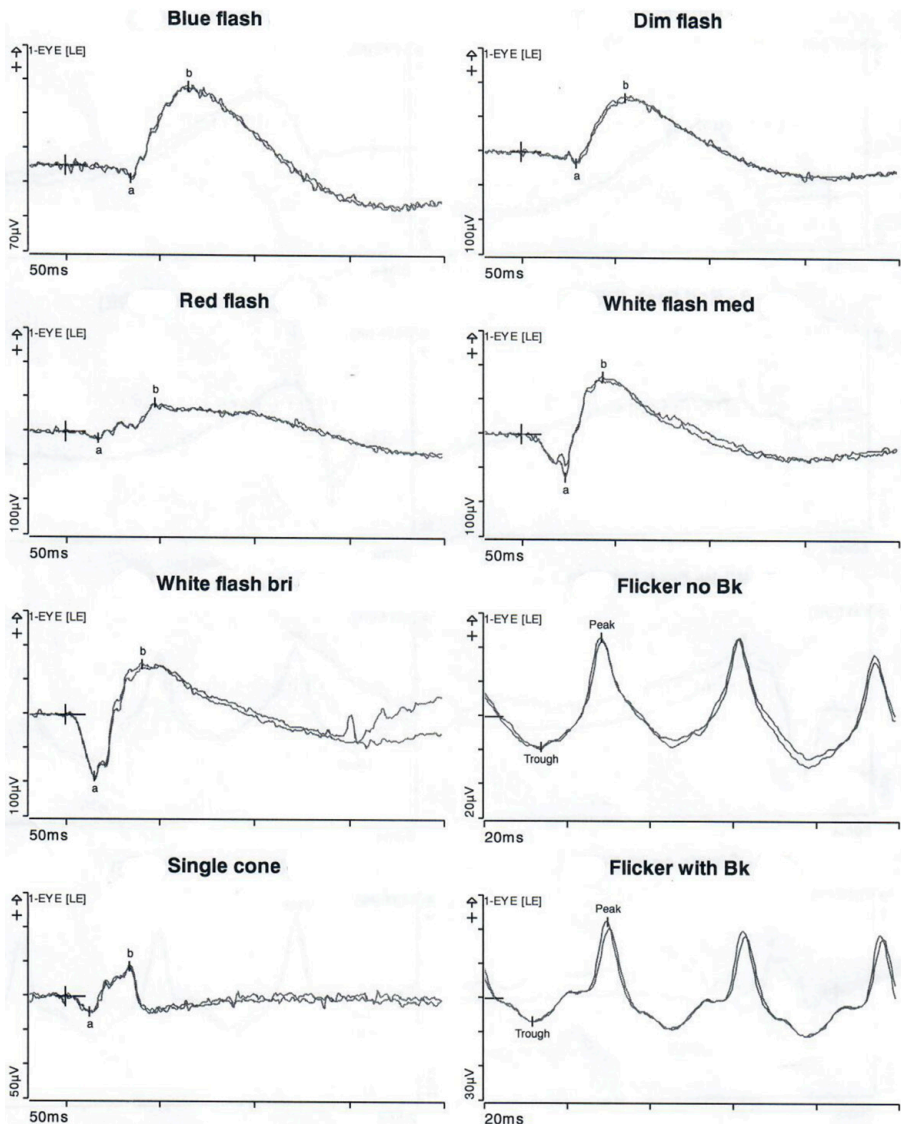 Blue flash
1-EYE [LE]
b
a
70µV
50ms
Dim flash
1-EYE [LE]
b
a
100µV
50ms
Red flash
1-EYE [LE]
b
a
100µV
50ms
White flash med
1-EYE [LE]
b
a
100µV
50ms
White flash bri
1-EYE [LE]
b
a
100µV
50ms
Flicker no Bk
1-EYE [LE]
Peak
Trough
20µV
20ms
Single cone
1-EYE [LE]
b
a
50µV
50ms
Flicker with Bk
1-EYE [LE]
Peak
Trough
30µV
20ms